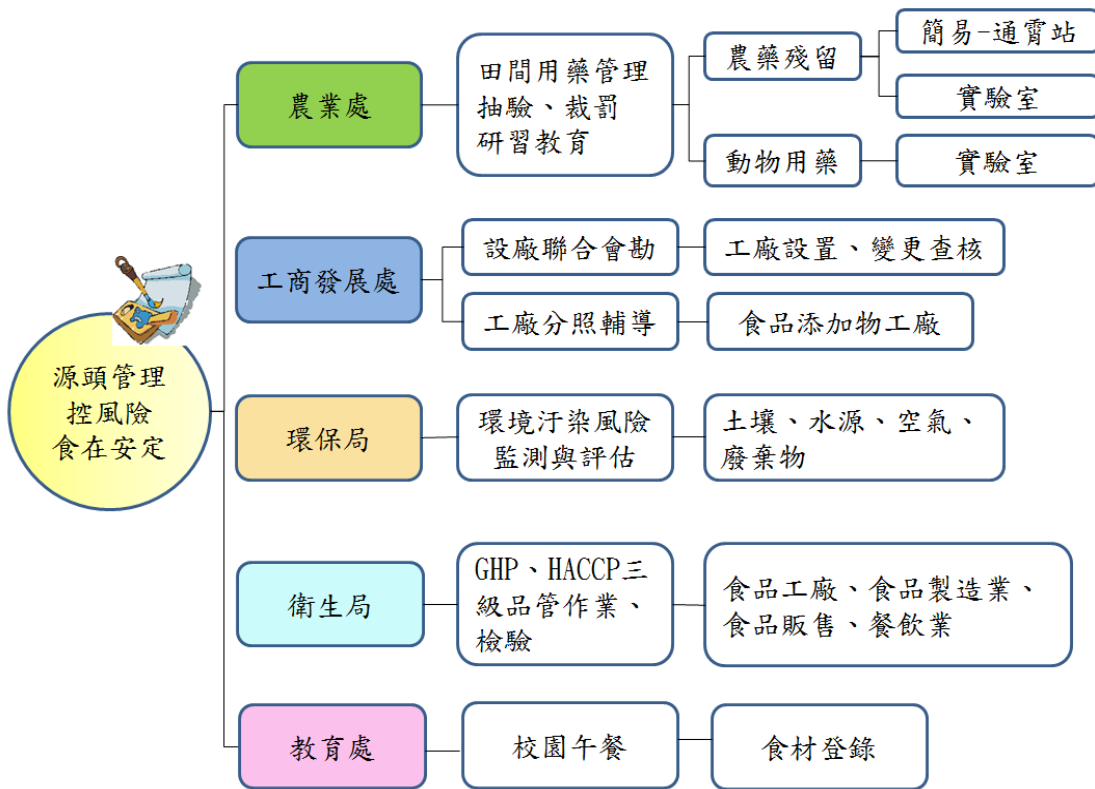 源頭管理
控風險
食在安定
農業處
田間用藥管理
抽驗、裁罰
研習教育
農藥殘留
簡易-通霄站
實驗室
動物用藥
實驗室
工商發展處
設廠聯合會勘
工廠設置、變更查核
工廠分照輔導
食品添加物工廠
環保局
環境汙染風險
監測與評估
土壤、水源、空氣、
廢棄物
衛生局
GHP、HACCP三
級品管作業、
檢驗
食品工廠、食品製造業、
食品販售、餐飲業
教育處
校園午餐
食材登錄